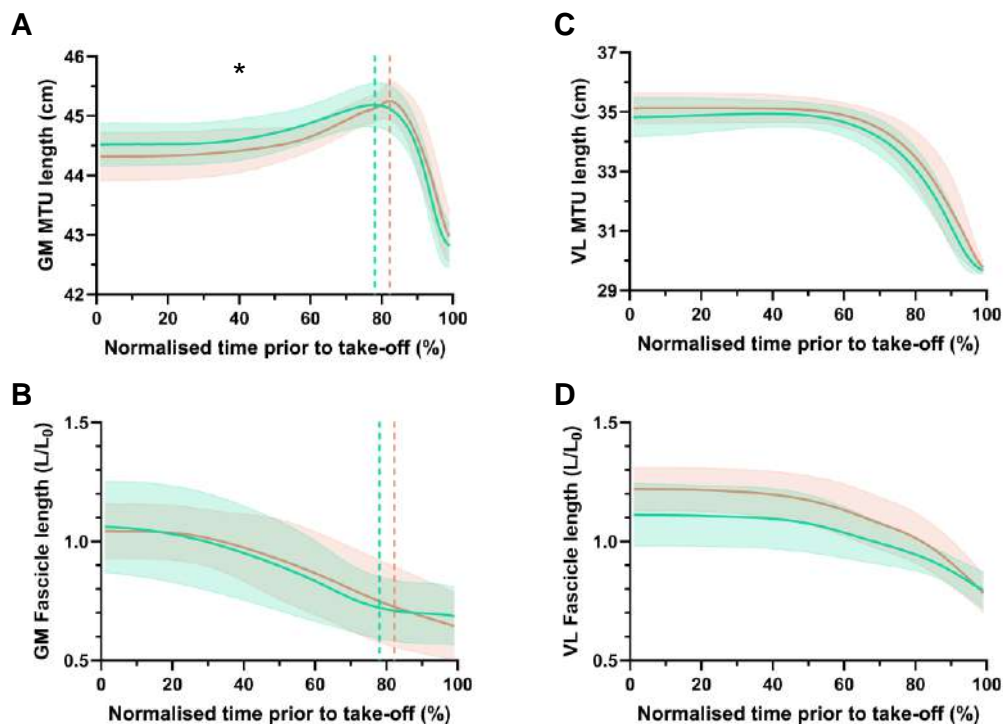 A
GM MTU length (cm)
46
45
44
43
42
*
0 20 40 60 80 100
Normalised time prior to take-off (%)
C
VL MTU length (cm)
37
35
33
31
29
0 20 40 60 80 100
Normalised time prior to take-off (%)
B
GM Fascicle length (L/L₀)
1.5
1.0
0.5
0 20 40 60 80 100
Normalised time prior to take-off (%)
D
VL Fascicle length (L/L₀)
1.5
1.0
0.5
0 20 40 60 80 100
Normalised time prior to take-off (%)